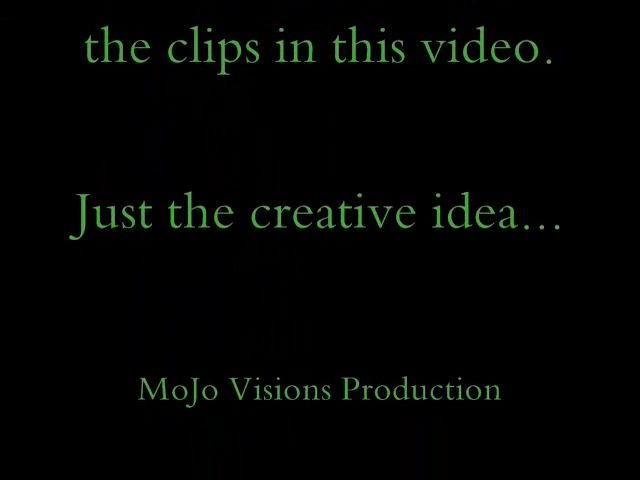 the clips in this video.
Just the creative idea...
MoJo Visions Production